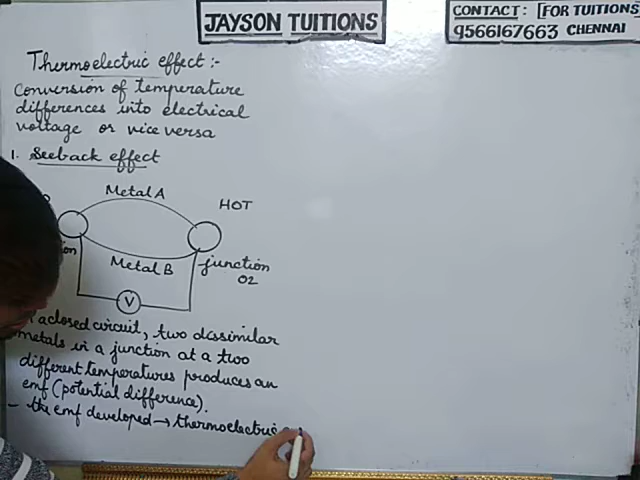 JAYSON TUITIONS
CONTACT: [FOR TUITIONS
9566167663 CHENNAI
Thermoelectric effect :-
Conversion of temperature
differences into electrical
voltage or vice versa
1. Seeback effect
Metal A
HOT
Metal B
junction
02
V
a closed circuit, two dissimilar
metals in a junction at a two
different temperatures produces an
emf (potential difference).
- the emf developed → thermoelectric